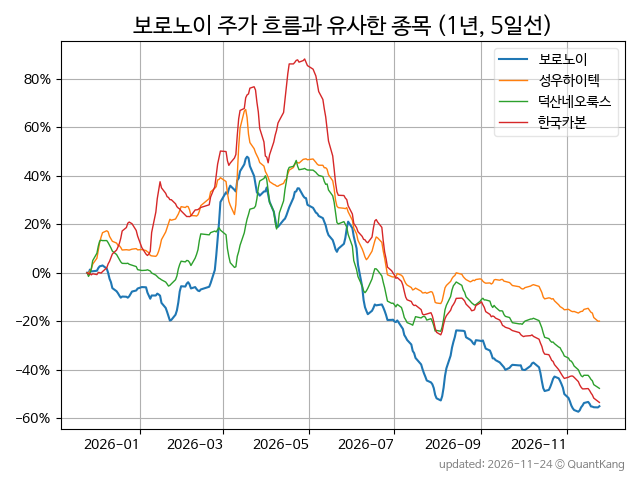 보로노이 주가 흐름과 유사한 종목 (1년, 5일선)
보로노이
성우하이텍
덕산네오룩스
한국카본
80%
60%
40%
20%
0%
−20%
−40%
−60%
2026-01 2026-03 2026-05 2026-07 2026-09 2026-11
updated: 2026-11-24 © QuantKang